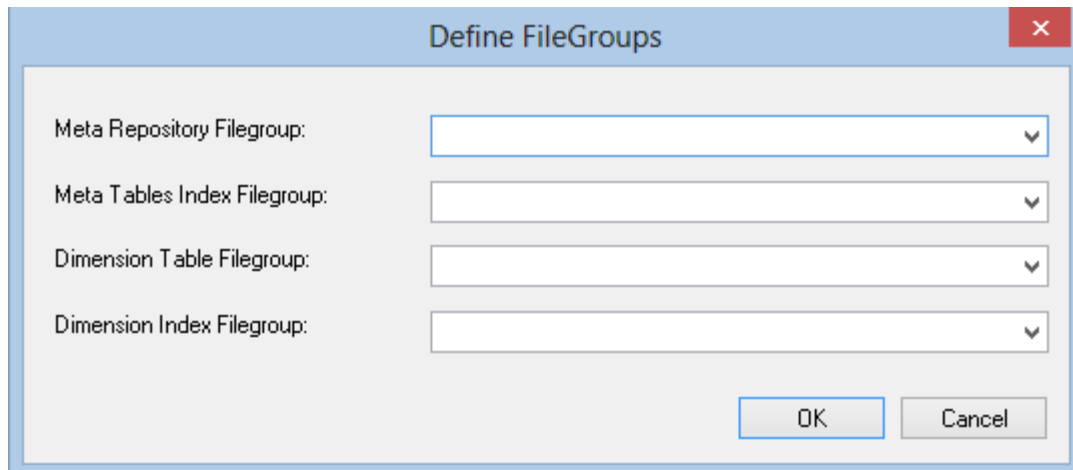 Define FileGroups
Meta Repository Filegroup:
Meta Tables Index Filegroup:
Dimension Table Filegroup:
Dimension Index Filegroup:
OK Cancel